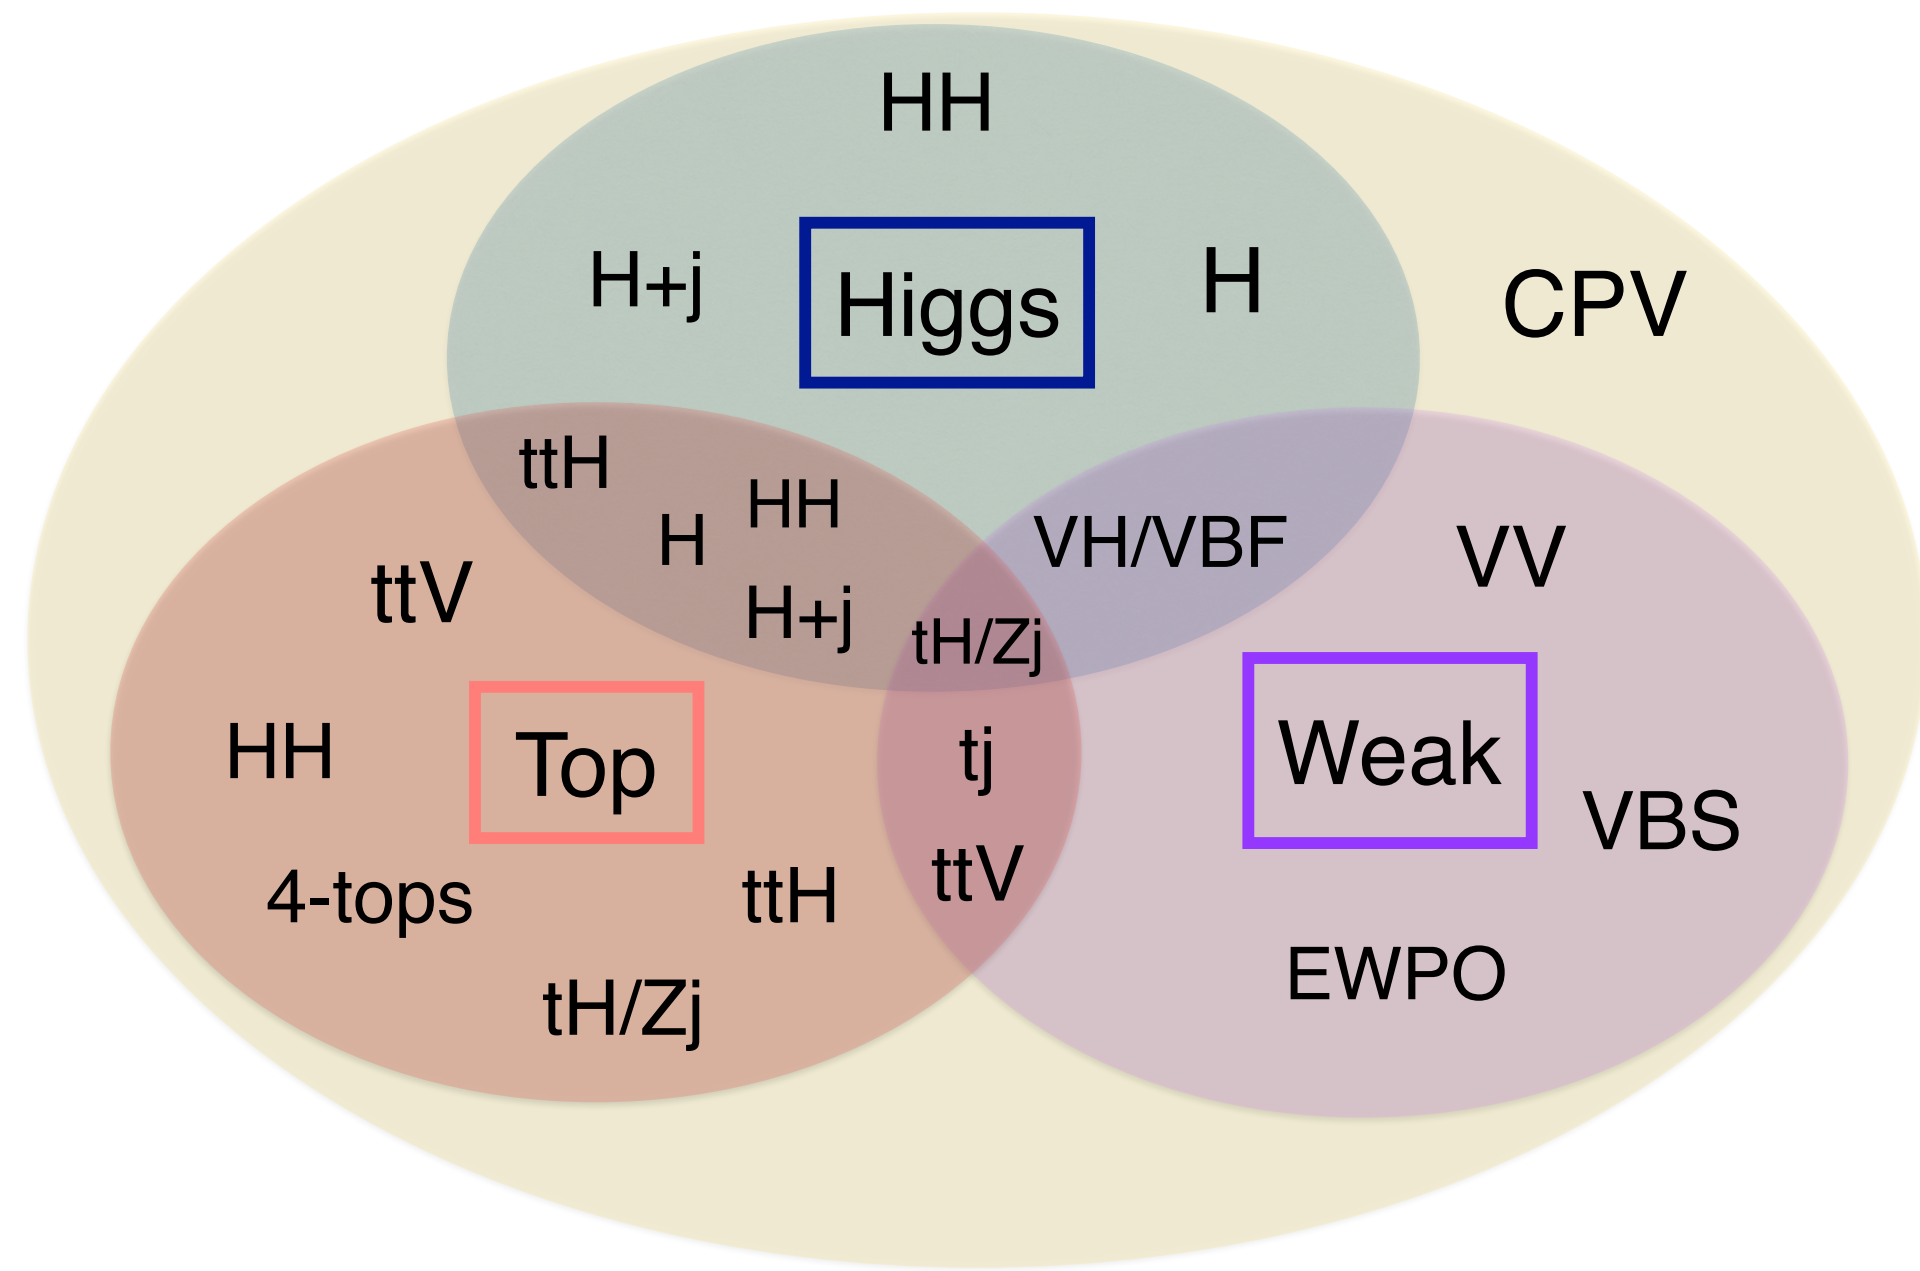 HH
H+j
Higgs
H
CPV
ttH
HH
H
VH/VBF
VV
ttV
H+j
tH/Zj
HH
Top
tj
Weak
VBS
4-tops
ttH
ttV
EWPO
tH/Zj